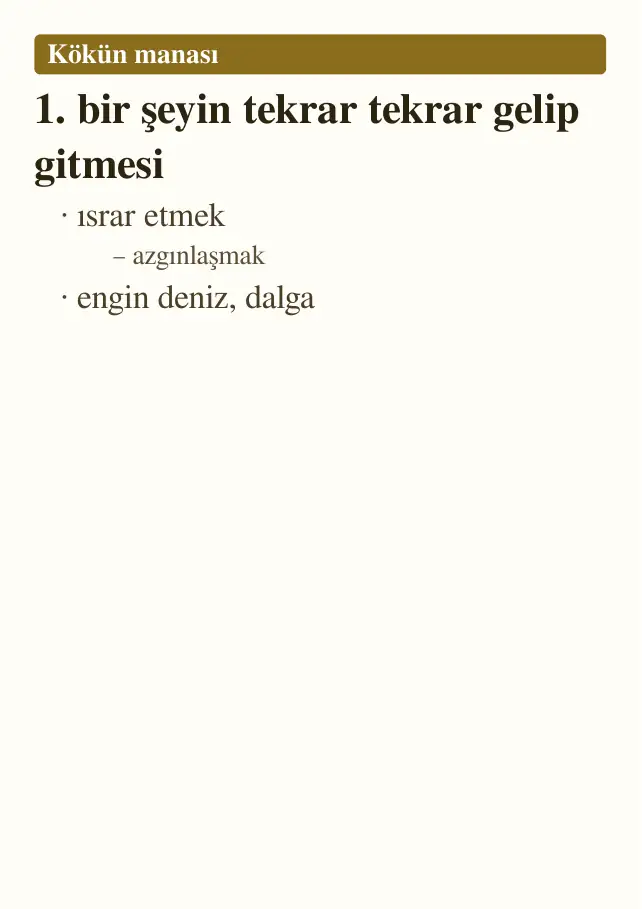 Kökün manası
1. bir şeyin tekrar tekrar gelip
gitmesi
· ısrar etmek
– azgınlaşmak
· engin deniz, dalga